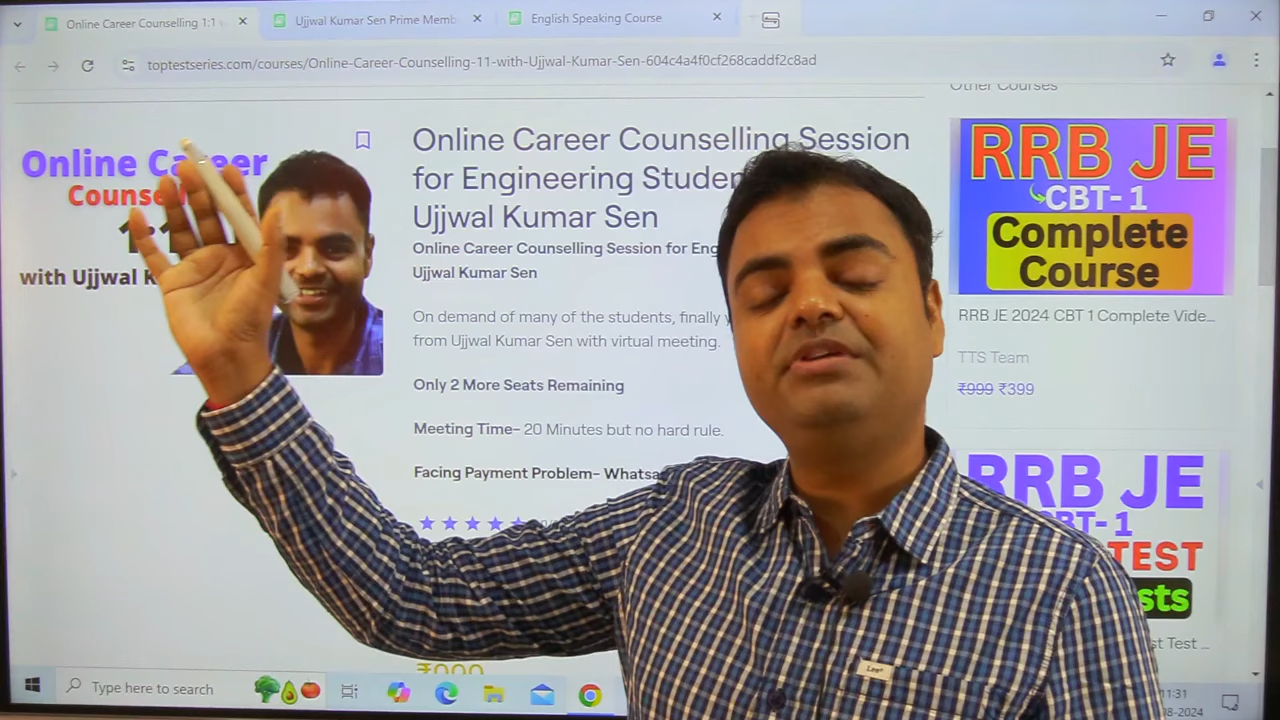 Online Career Counselling 1:1
Ujjwal Kumar Sen Prime Memb
English Speaking Course
toptestseries.com/courses/Online-Career-Counselling-11-with-Ujjwal-Kumar-Sen-604c4a4f0cf268caddf2c8ad
Other Courses
Online Career
with Ujjwal K
Online Career Counselling Session
for Engineering Studen
Ujjwal Kumar Sen
Online Career Counselling Session for Eng
Ujjwal Kumar Sen
On demand of many of the students, finally y
from Ujjwal Kumar Sen with virtual meeting.
Only 2 More Seats Remaining
Meeting Time– 20 Minutes but no hard rule.
Facing Payment Problem– Whatsa
RRB JE
CBT- 1
Complete
Course
RRB JE 2024 CBT 1 Complete Vide...
TTS Team
₹999 ₹399
RRB JE
CBT- 1
TEST
sts
st Test ...
Lee
Type here to search
11:31
08-2024